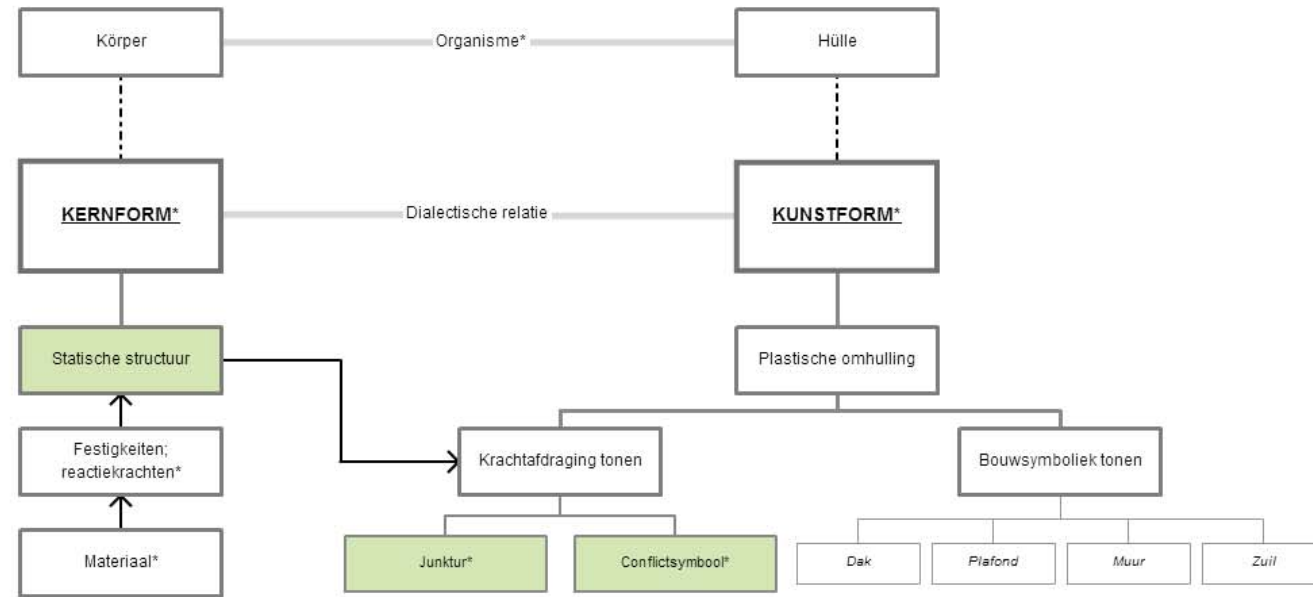 Körper
Organisme*
Hülle
KERNFORM*
Dialectische relatie
KUNSTFORM*
Statische structuur
Plastische omhulling
Festigkeiten;
reactiekrachten*
Krachtafdraging tonen
Bouwsymboliek tonen
Materiaal*
Junktur*
Conflictsymbool*
Dak
Plafond
Muur
Zuil